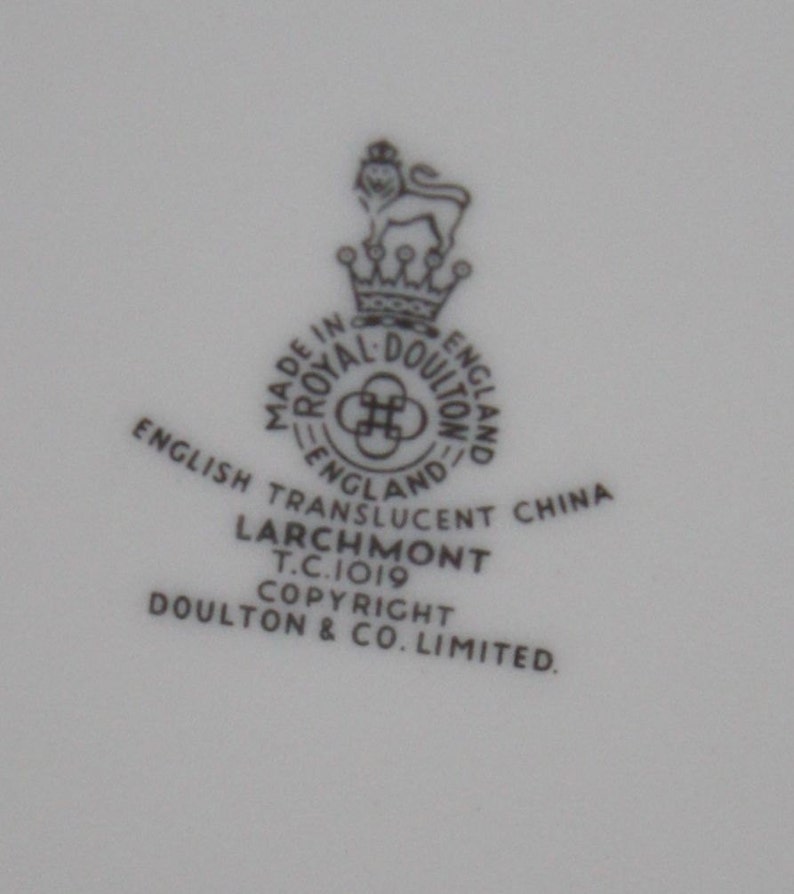 MADE IN ENGLAND
ROYAL·DOULTON
ENGLAND
ENGLISH TRANSLUCENT CHINA
LARCHMONT
T.C.1019
COPYRIGHT
DOULTON & CO. LIMITED.